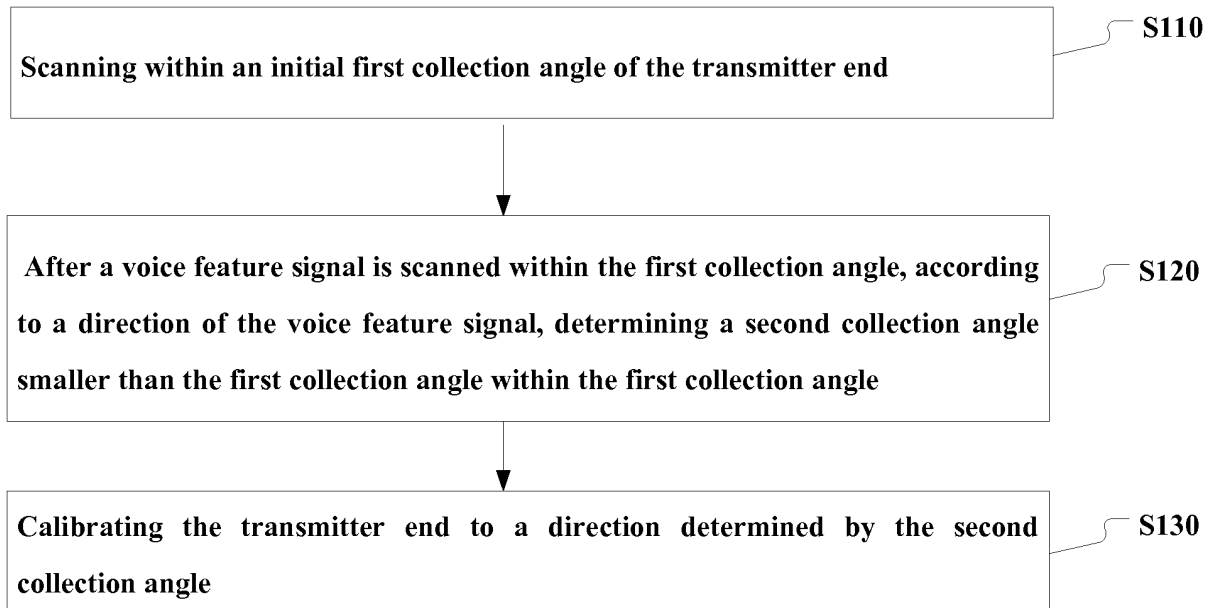 S110
Scanning within an initial first collection angle of the transmitter end
After a voice feature signal is scanned within the first collection angle, according
to a direction of the voice feature signal, determining a second collection angle
smaller than the first collection angle within the first collection angle
S120
Calibrating the transmitter end to a direction determined by the second
collection angle
S130